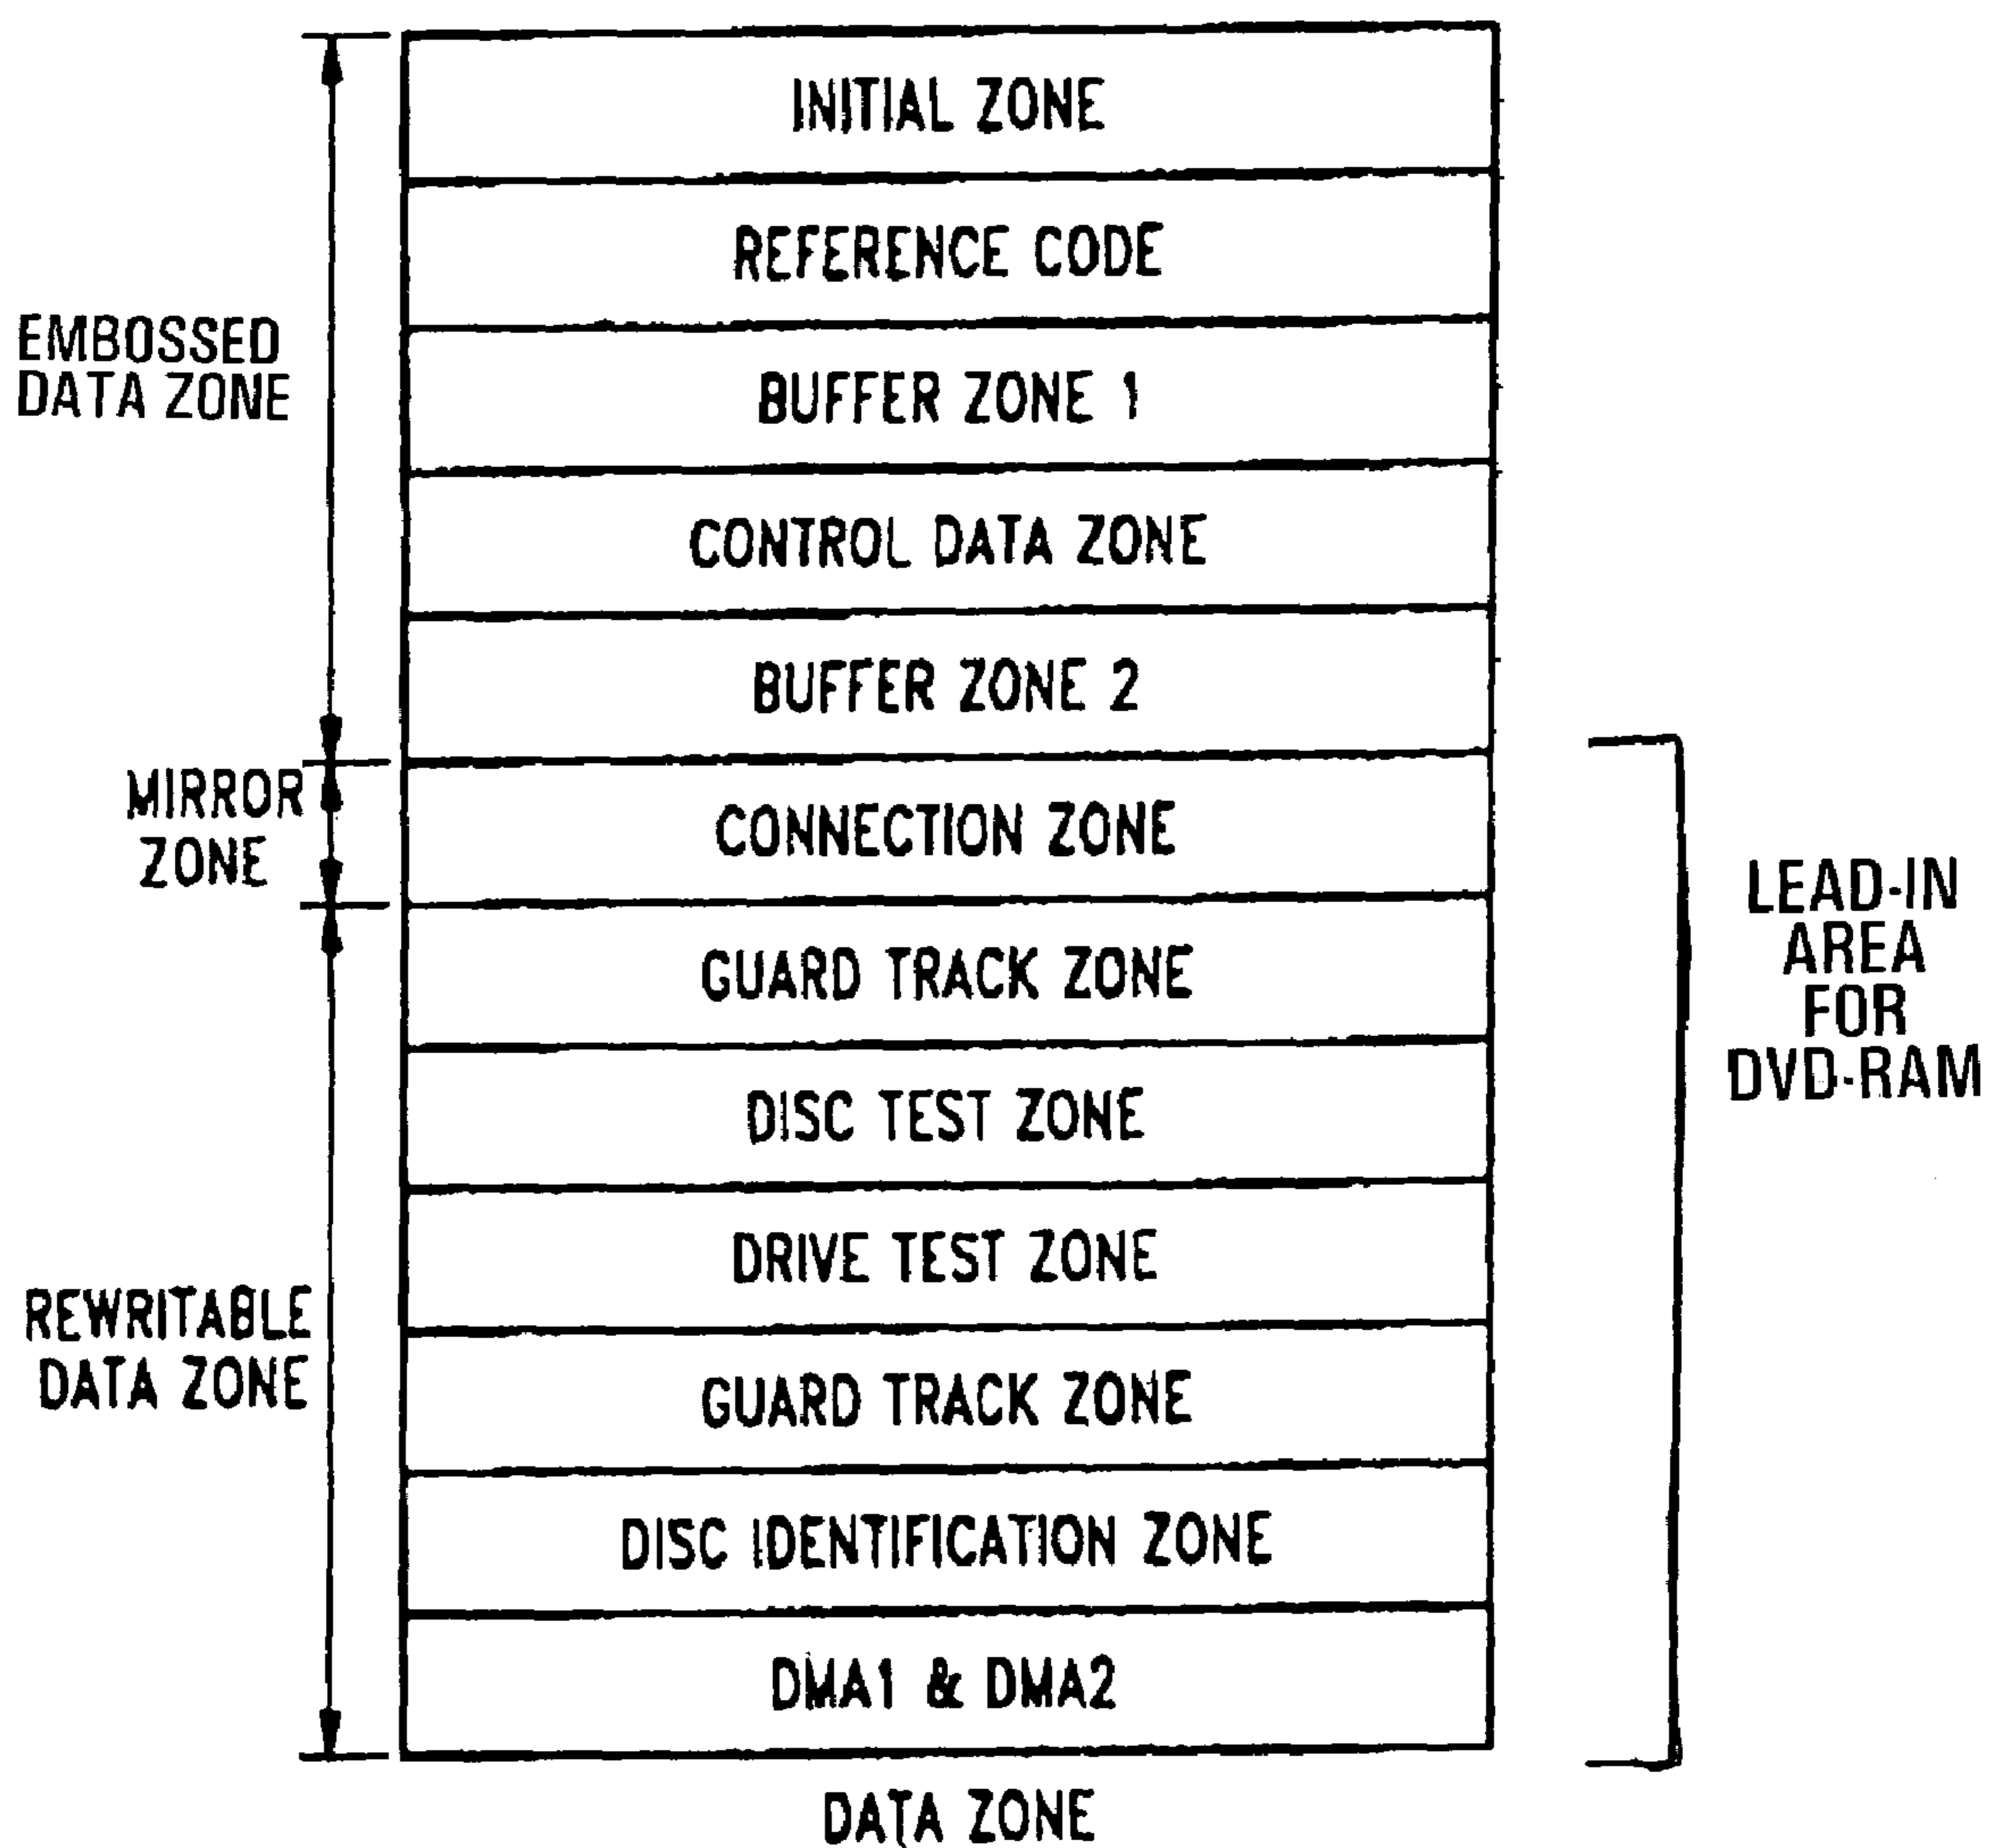 INITIAL ZONE
REFERENCE CODE
BUFFER ZONE 1
CONTROL DATA ZONE
BUFFER ZONE 2
CONNECTION ZONE
GUARD TRACK ZONE
DISC TEST ZONE
DRIVE TEST ZONE
GUARD TRACK ZONE
DISC IDENTIFICATION ZONE
DMA1 & DMA2
DATA ZONE
EMBOSSED
DATA ZONE
MIRROR
ZONE
REWRITABLE
DATA ZONE
LEAD-IN
AREA
FOR
DVD-RAM